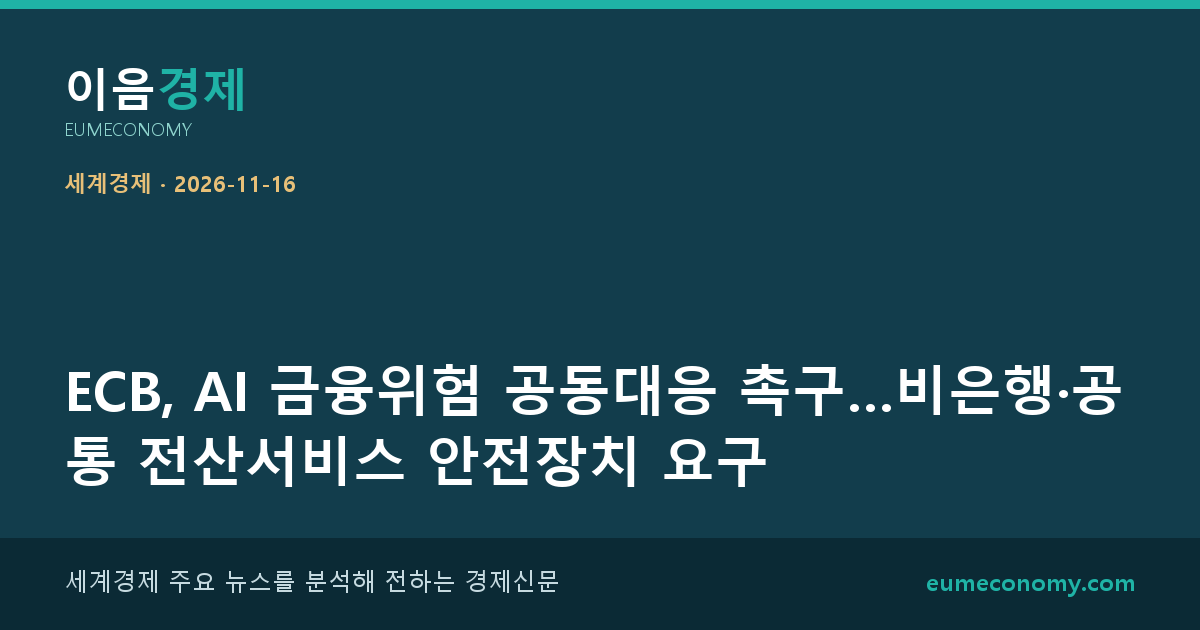 이음경제
EUMECONOMY
세계경제 · 2026-11-16
ECB, AI 금융위험 공동대응 촉구…비은행·공
통 전산서비스 안전장치 요구
세계경제 주요 뉴스를 분석해 전하는 경제신문
eumeconomy.com